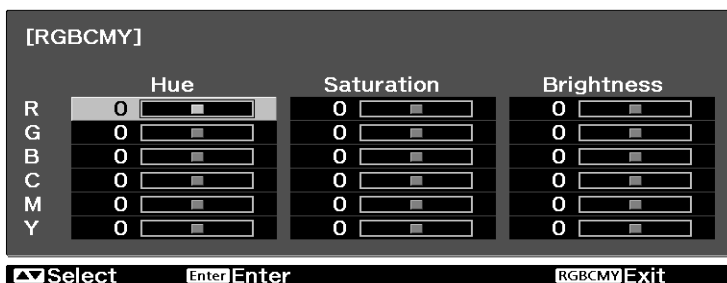 [RGBCMY]
Hue Saturation Brightness
R 0 0 0
G 0 0 0
B 0 0 0
C 0 0 0
M 0 0 0
Y 0 0 0
Select Enter Enter RGBCMY Exit